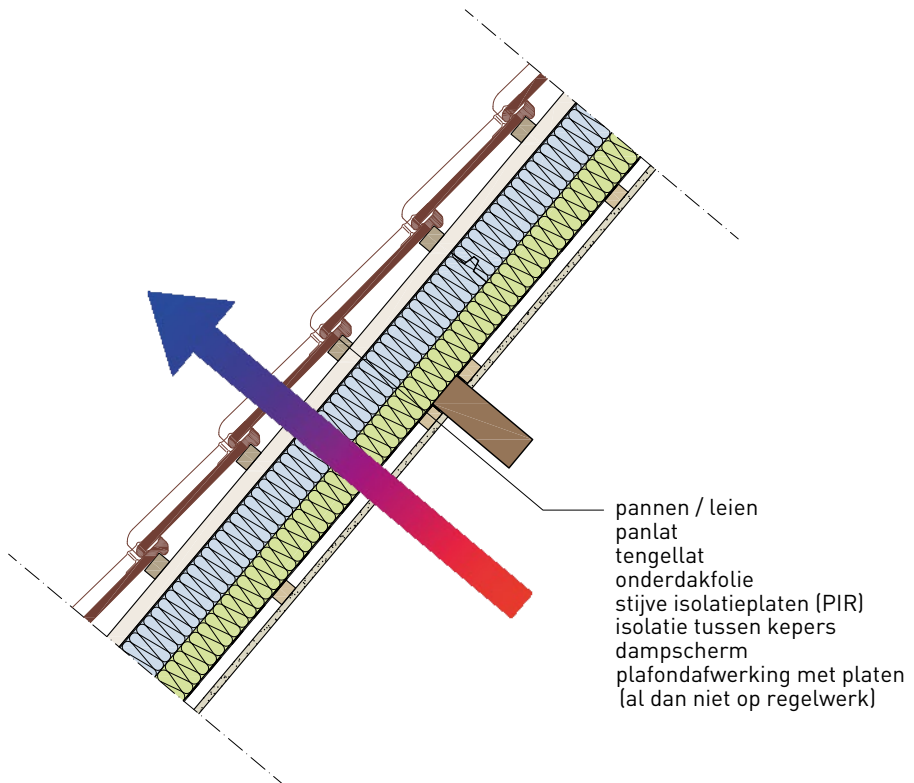 pannen / leien
panlat
tengellat
onderdakfolie
stijve isolatieplaten (PIR)
isolatie tussen kepers
dampscherm
plafondafwerking met platen
(al dan niet op regelwerk)